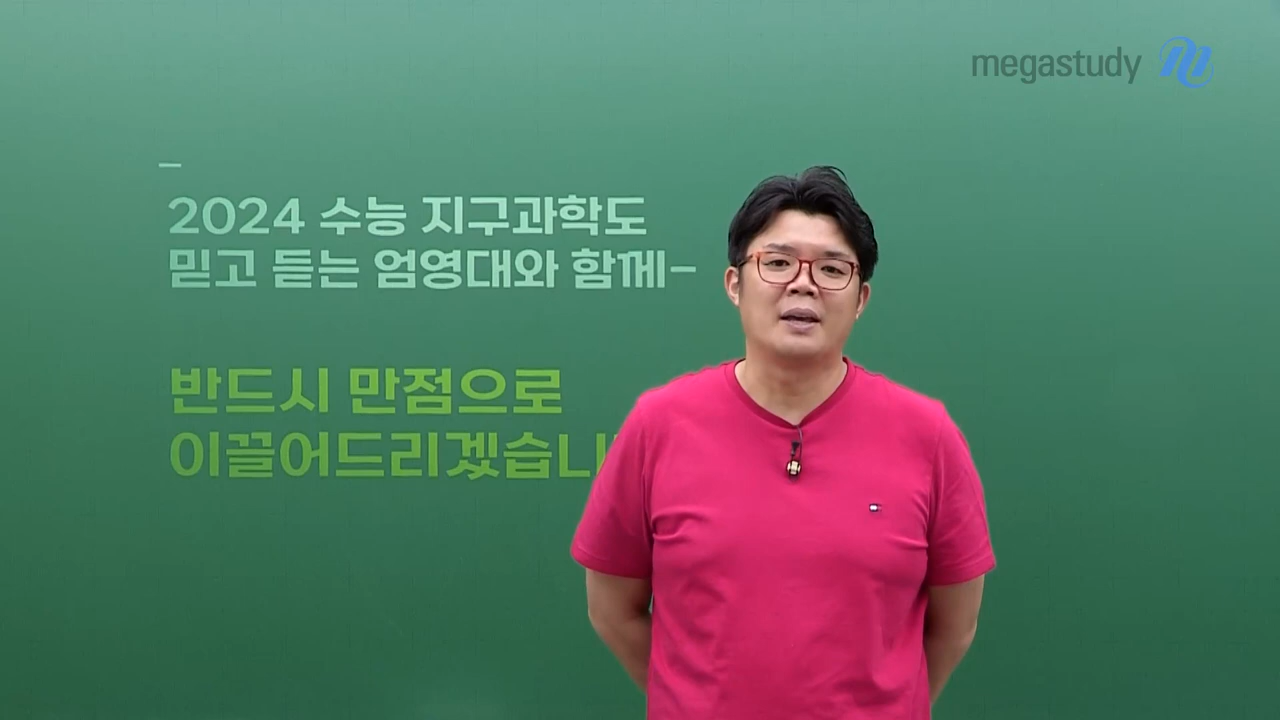 megastudy
2024 수능 지구과학도
믿고 듣는 엄영대와 함께-
반드시 만점으로
이끌어드리겠습니